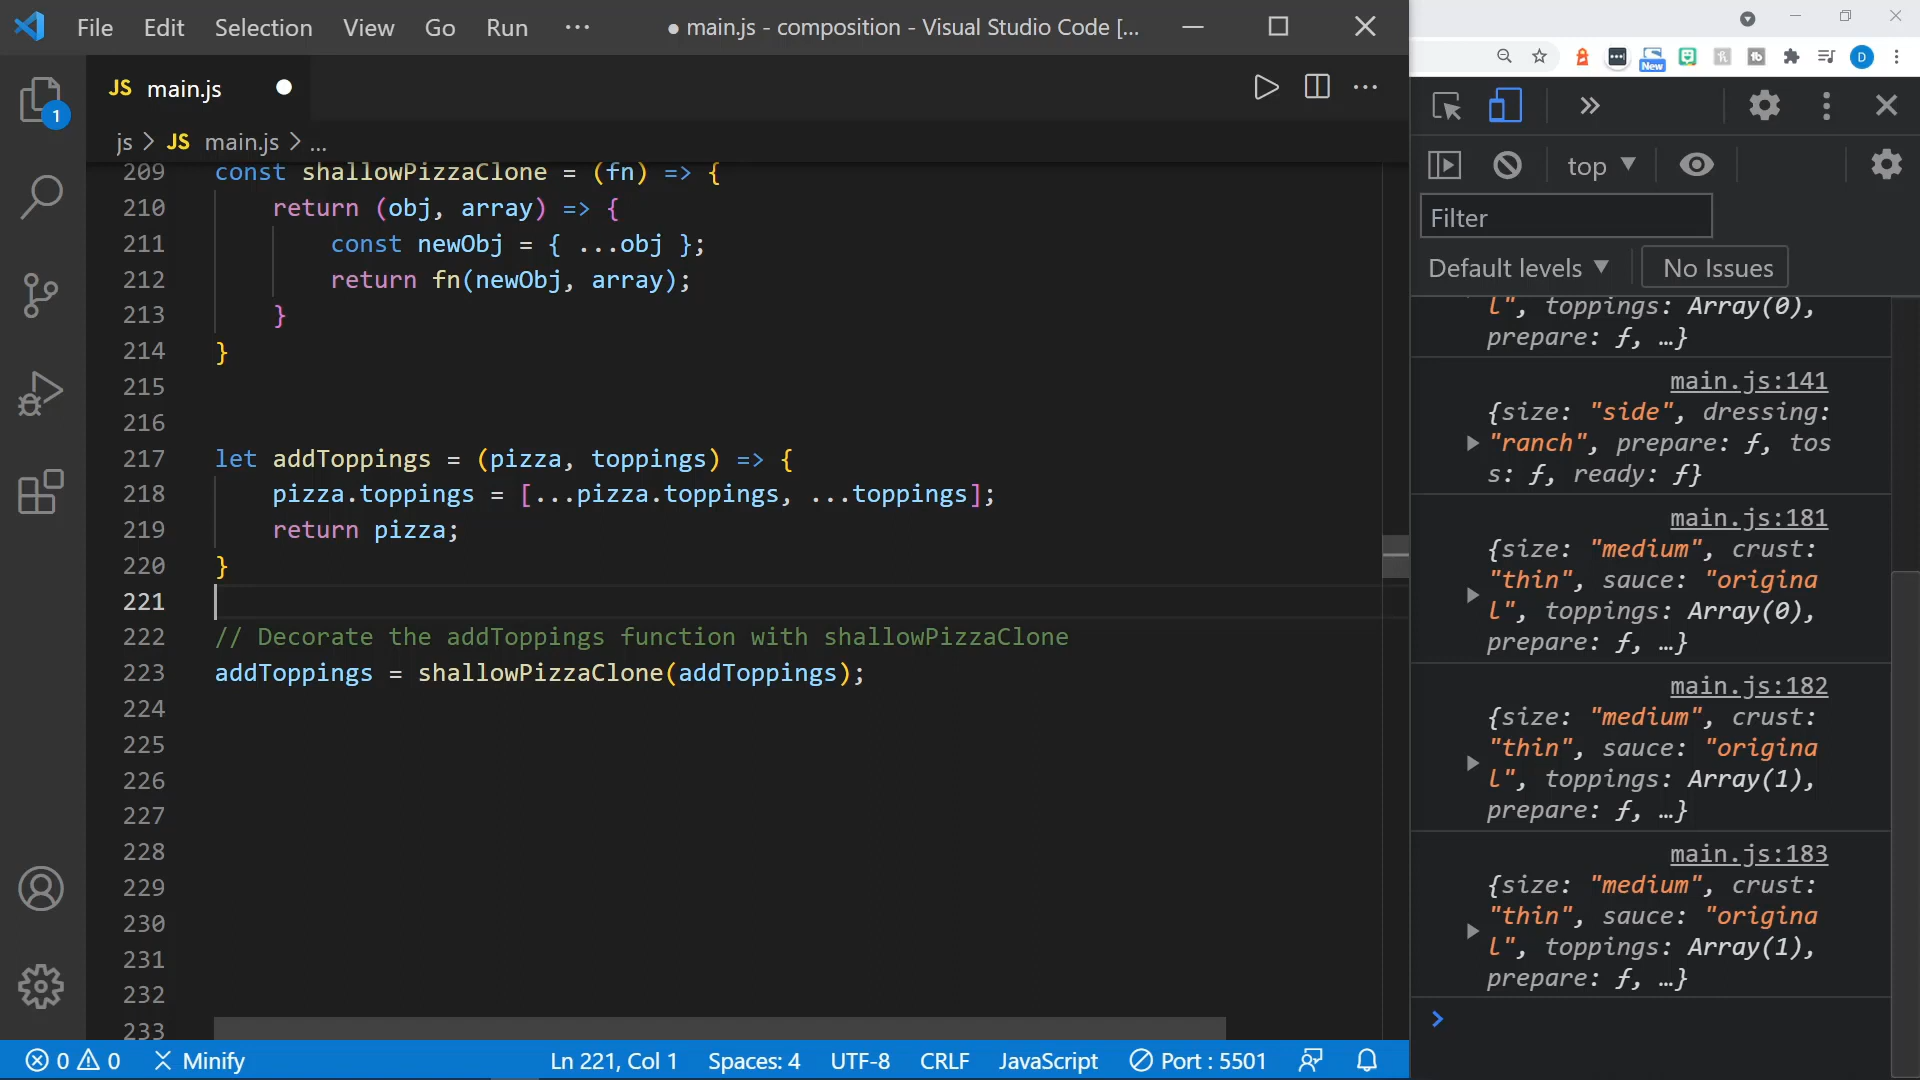 File Edit Selection View Go Run ··· ● main.js - composition - Visual Studio Code [...
JS main.js ●
js > JS main.js > ...
1
209 const shallowPizzaClone = (fn) => {
210 return (obj, array) => {
211 const newObj = { ...obj };
212 return fn(newObj, array);
213 }
214 }
215
216
217 let addToppings = (pizza, toppings) => {
218 pizza.toppings = [...pizza.toppings, ...toppings];
219 return pizza;
220 }
221
222 // Decorate the addToppings function with shallowPizzaClone
223 addToppings = shallowPizzaClone(addToppings);
224
225
226
227
228
229
230
231
232
233
0 0 Minify Ln 221, Col 1 Spaces: 4 UTF-8 CRLF JavaScript Port : 5501
New
D
top ▼
Filter
Default levels ▼ No Issues
l", toppings: Array(0),
prepare: ƒ, …}
main.js:141
{size: "side", dressing:
"ranch", prepare: ƒ, tos
s: ƒ, ready: ƒ}
main.js:181
{size: "medium", crust:
"thin", sauce: "origina
l", toppings: Array(0),
prepare: ƒ, …}
main.js:182
{size: "medium", crust:
"thin", sauce: "origina
l", toppings: Array(1),
prepare: ƒ, …}
main.js:183
{size: "medium", crust:
"thin", sauce: "origina
l", toppings: Array(1),
prepare: ƒ, …}
>